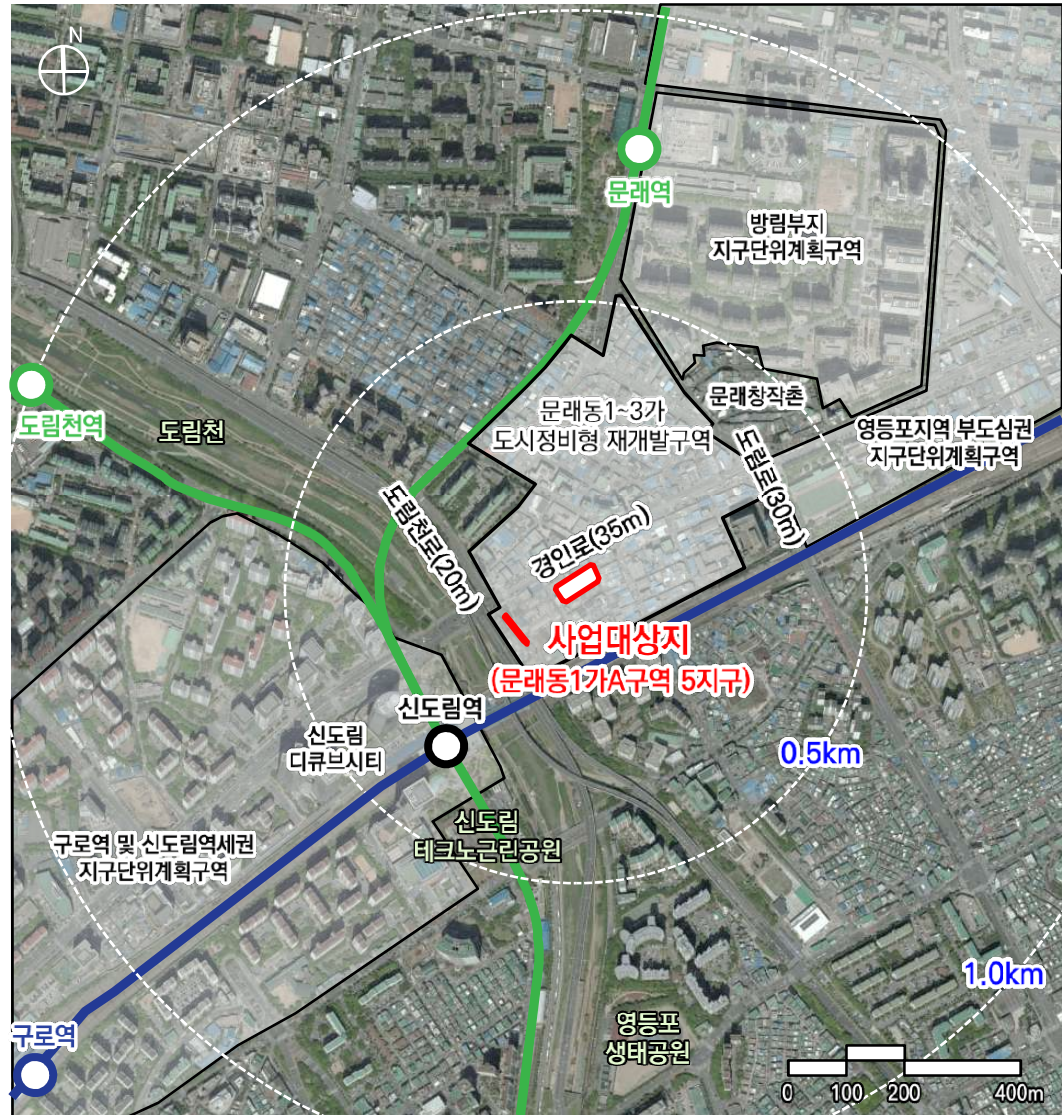 N
문래역
방림부지
지구단위계획구역
도림천역
도림천
문래동1~3가
도시정비형 재개발구역
문래창작촌
영등포지역 부도심권
지구단위계획구역
도림로(30m)
도림천로(20m)
경인로(35m)
사업대상지
(문래동1가A구역 5지구)
신도림역
신도림
디큐브시티
0.5km
신도림
테크노근린공원
구로역 및 신도림역세권
지구단위계획구역
1.0km
구로역
영등포
생태공원
0 100 200 400m